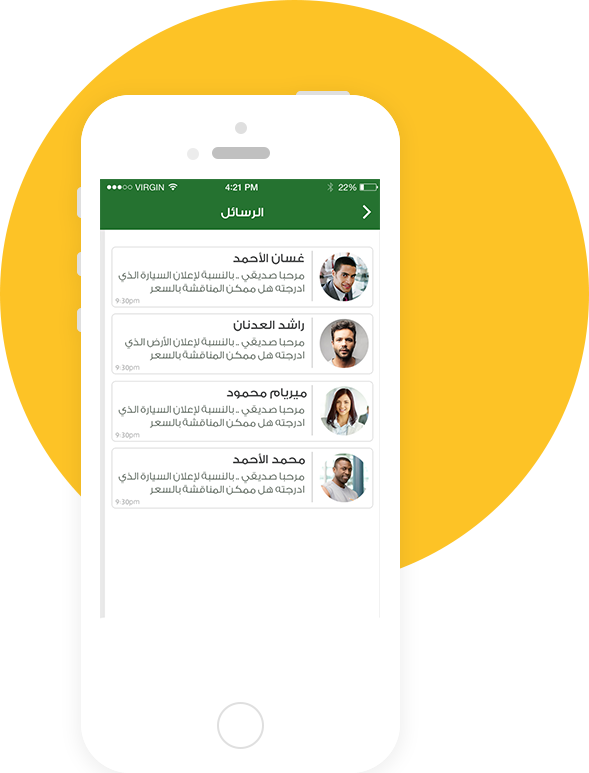 VIRGIN 4:21 PM 22%
الرسائل
غسان الأحمد
مرحبا صديقي .. بالنسبة لإعلان السيارة الذي
ادرجته هل ممكن المناقشة بالسعر
9:30pm
راشد العدنان
مرحبا صديقي .. بالنسبة لإعلان الأرض الذي
ادرجته هل ممكن المناقشة بالسعر
9:30pm
ميريام محمود
مرحبا صديقي .. بالنسبة لإعلان السيارة الذي
ادرجته هل ممكن المناقشة بالسعر
9:30pm
محمد الأحمد
مرحبا صديقي .. بالنسبة لإعلان السيارة الذي
ادرجته هل ممكن المناقشة بالسعر
9:30pm